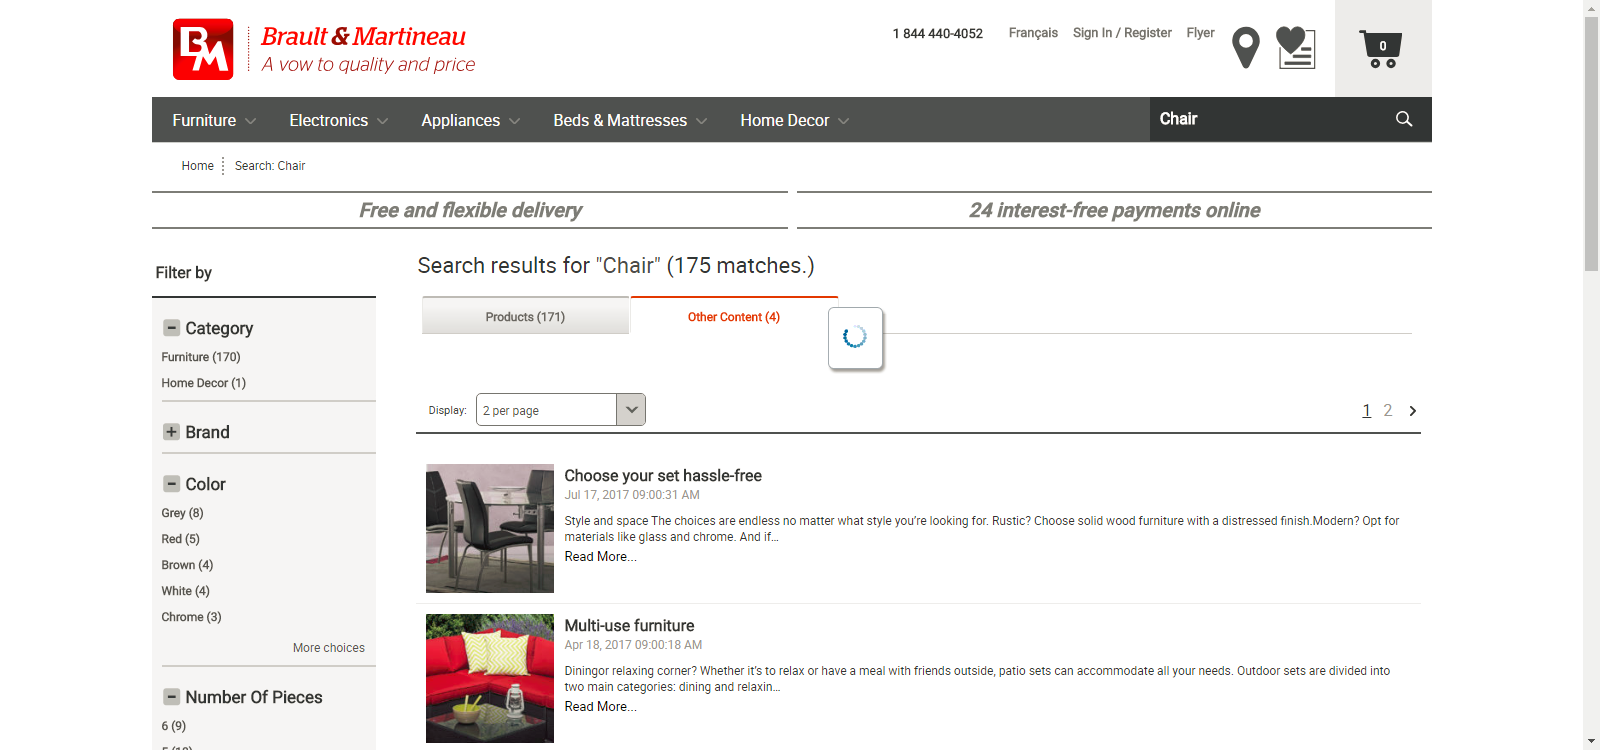 BM
Brault & Martineau
A vow to quality and price
1 844 440-4052
Français
Sign In / Register
Flyer
0
Furniture
Electronics
Appliances
Beds & Mattresses
Home Decor
Chair
Home
Search: Chair
Free and flexible delivery
24 interest-free payments online
Filter by
Category
Furniture (170)
Home Decor (1)
Brand
Color
Grey (8)
Red (5)
Brown (4)
White (4)
Chrome (3)
More choices
Number Of Pieces
6 (9)
Search results for "Chair" (175 matches.)
Products (171)
Other Content (4)
Display:
2 per page
1 2
Choose your set hassle-free
Jul 17, 2017 09:00:31 AM
Style and space The choices are endless no matter what style you’re looking for. Rustic? Choose solid wood furniture with a distressed finish.Modern? Opt for
materials like glass and chrome. And if...
Read More...
Multi-use furniture
Apr 18, 2017 09:00:18 AM
Diningor relaxing corner? Whether it’s to relax or have a meal with friends outside, patio sets can accommodate all your needs. Outdoor sets are divided into
two main categories: dining and relaxin...
Read More...